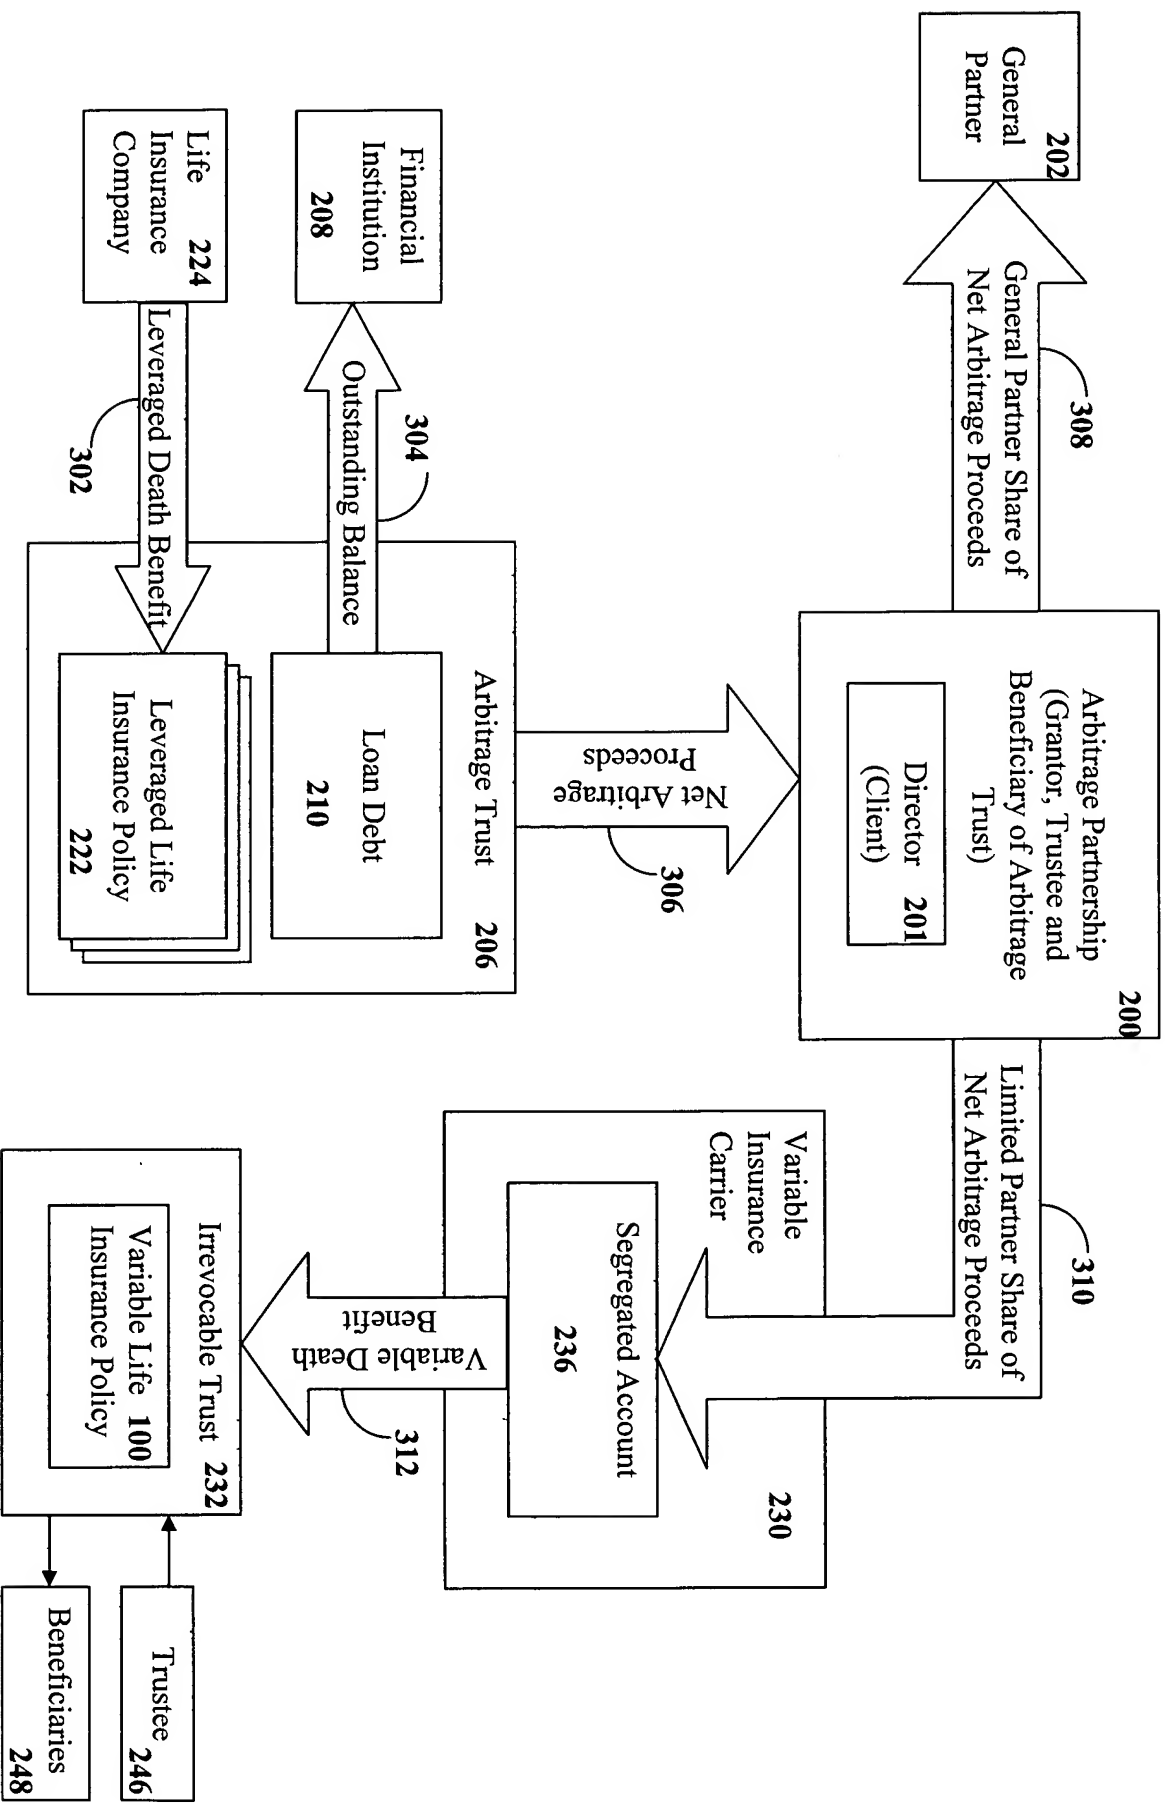 General
Partner
202
General Partner Share of
Net Arbitrage Proceeds
308
Arbitrage Partnership
(Grantor, Trustee and
Beneficiary of Arbitrage
Trust)
200
Director 201
(Client)
Limited Partner Share of
Net Arbitrage Proceeds
310
Financial
Institution
208
Outstanding Balance
304
Life 224
Insurance
Company
Leveraged Death Benefit
302
Arbitrage Trust 206
Loan Debt
210
Leveraged Life
Insurance Policy
222
Net Arbitrage
Proceeds
306
Variable
Insurance
Carrier
230
Segregated Account
236
Variable Death
Benefit
312
Irrevocable Trust 232
Variable Life 100
Insurance Policy
Trustee
246
Beneficiaries
248